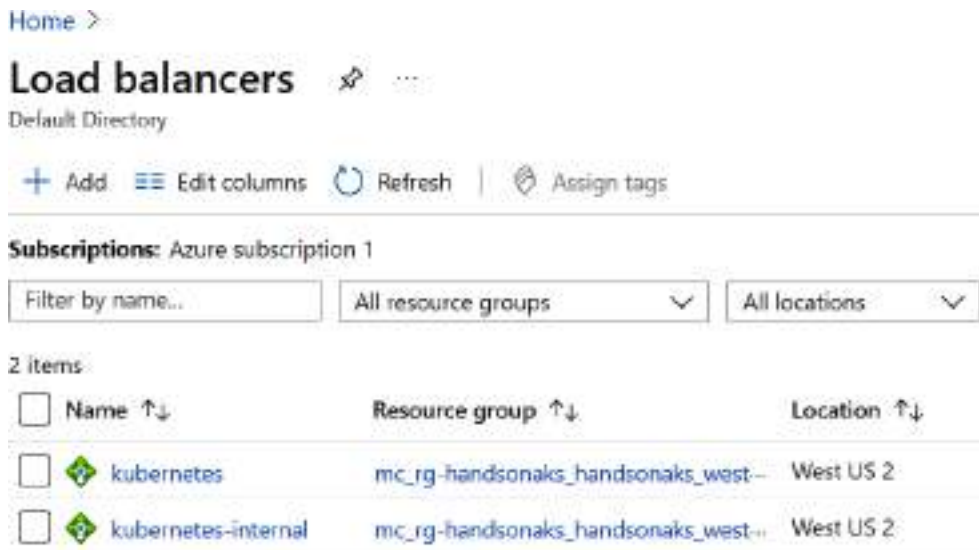 Home >
Load balancers ...
Default Directory
+ Add Edit columns Refresh | Assign tags
Subscriptions: Azure subscription 1
Filter by name... All resource groups All locations
2 items
Name ↑↓ Resource group ↑↓ Location ↑↓
kubernetes mc_rg-handsonaks_handsonaks_west... West US 2
kubernetes-internal mc_rg-handsonaks_handsonaks_west... West US 2